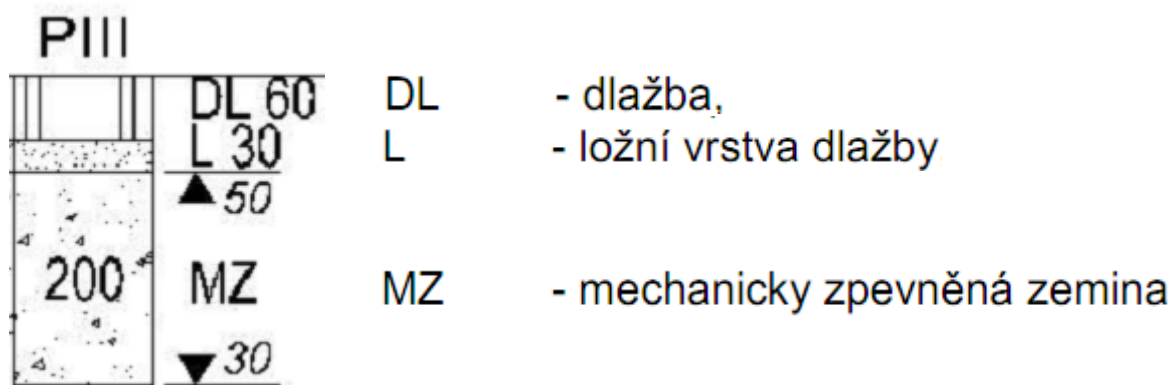 PIII
DL 60 DL - dlažba,
L 30 L - ložní vrstva dlažby
50
200 MZ MZ - mechanicky zpevněná zemina
30